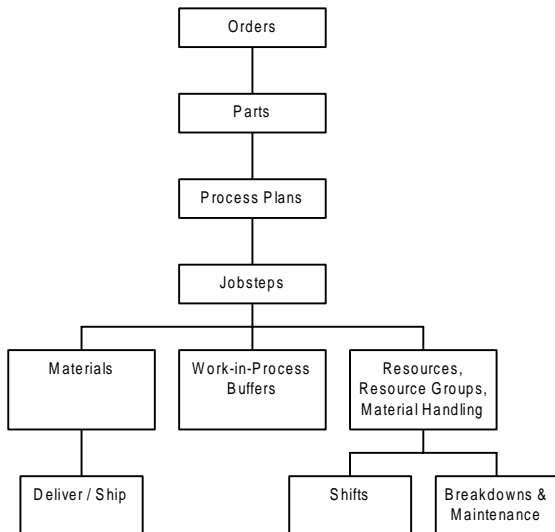 Orders
Parts
Process Plans
Jobsteps
Materials
Work-in-Process
Buffers
Resources,
Resource Groups,
Material Handling
Deliver / Ship
Shifts
Breakdowns &
Maintenance